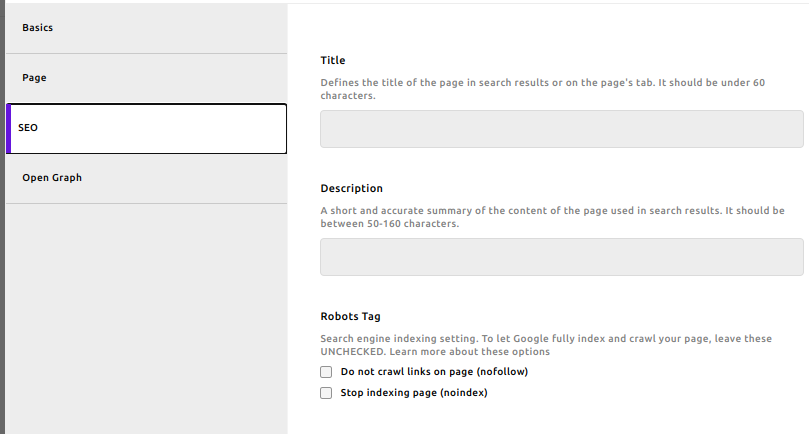 Basics
Page
SEO
Open Graph
Title
Defines the title of the page in search results or on the page's tab. It should be under 60
characters.
Description
A short and accurate summary of the content of the page used in search results. It should be
between 50-160 characters.
Robots Tag
Search engine indexing setting. To let Google fully index and crawl your page, leave these
UNCHECKED. Learn more about these options
Do not crawl links on page (nofollow)
Stop indexing page (noindex)